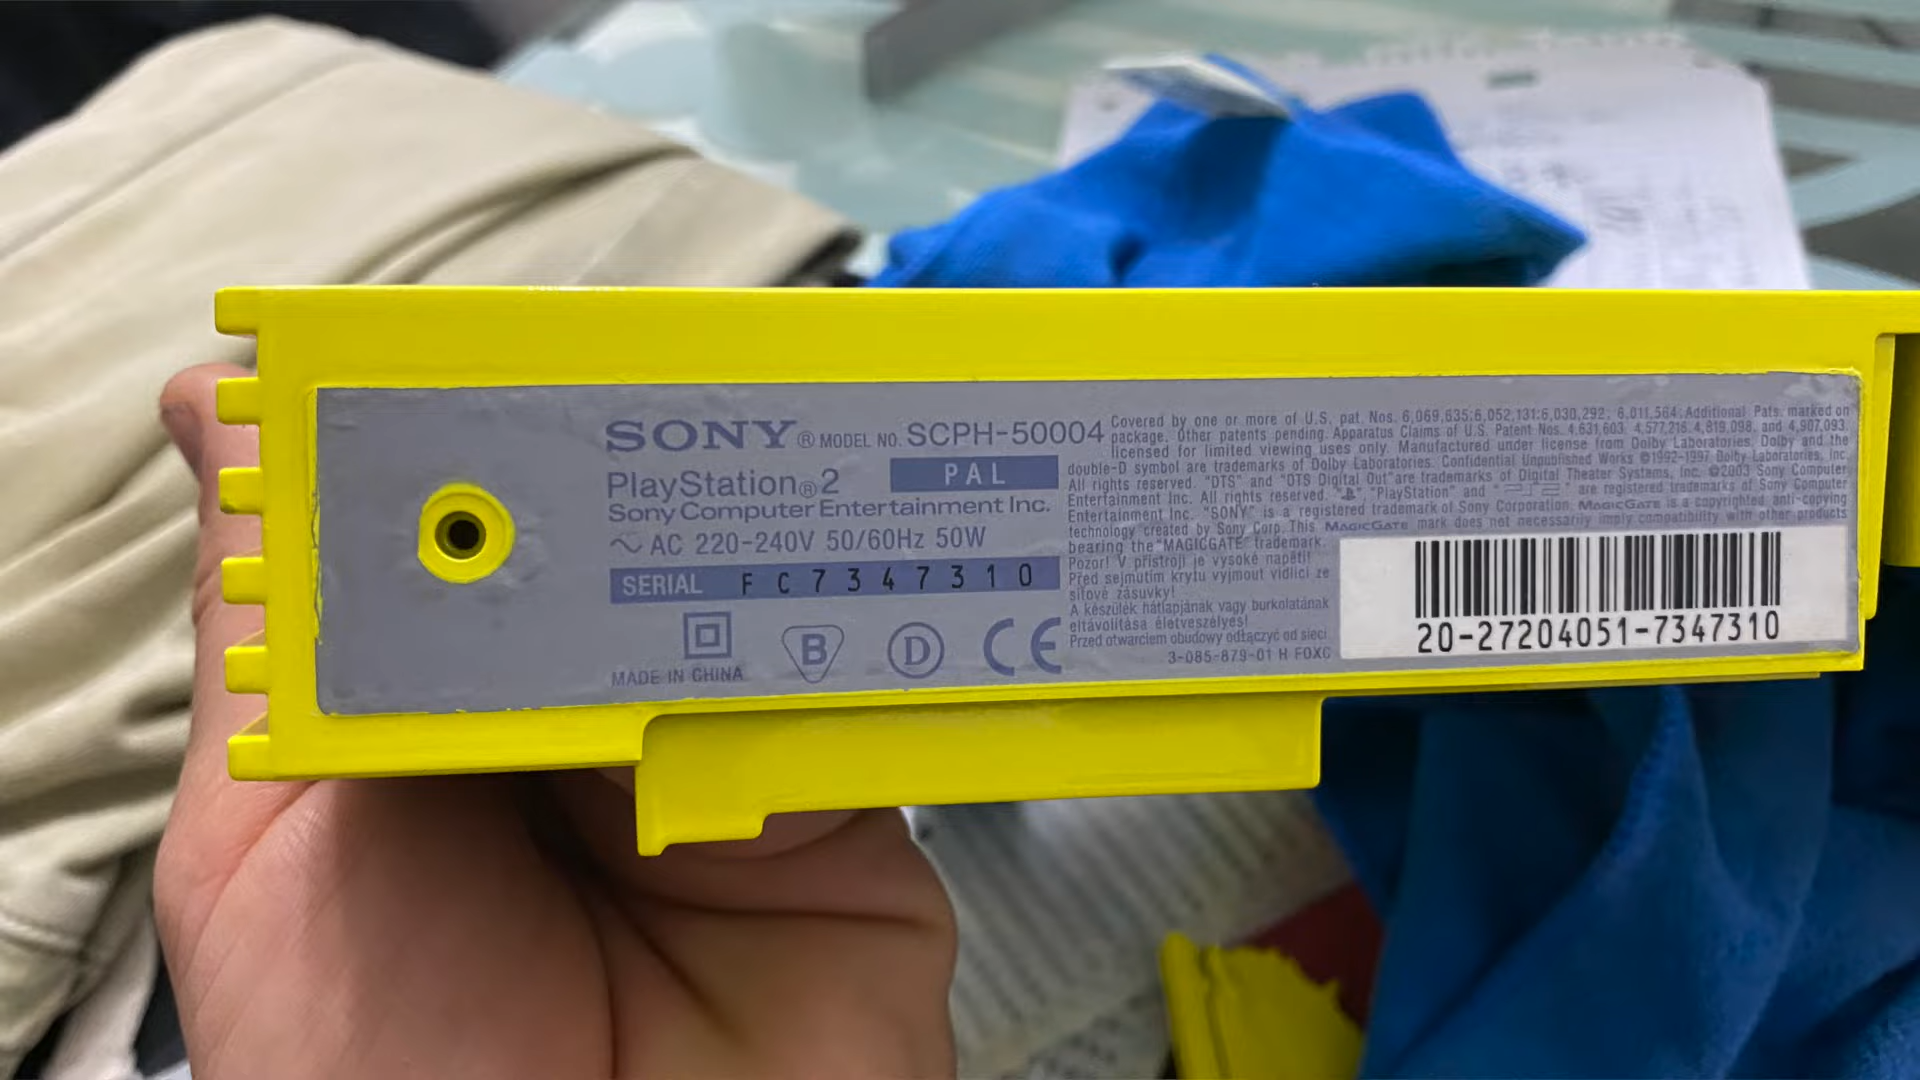 SONY® MODEL NO. SCPH-50004
PlayStation®2 PAL
Sony Computer Entertainment Inc.
AC 220-240V 50/60Hz 50W
SERIAL FC7347310
MADE IN CHINA
B D CE
Covered by one or more of U.S. pat. Nos. 6,069,635;6,052,131;6,030,292; 6,011,564;Additional Pats. marked on
package. Other patents pending. Apparatus Claims of U.S. Patent Nos. 4,631,603, 4,577,216, 4,819,098, and 4,907,093.
licensed for limited viewing uses only. Manufactured under license from Dolby Laboratories. Dolby and the
double-D symbol are trademarks of Dolby Laboratories. Confidential Unpublished Works ©1992-1997 Dolby Laboratories, Inc.
All rights reserved. "DTS" and "DTS Digital Out"are trademarks of Digital Theater Systems, Inc. ©2003 Sony Computer
Entertainment Inc. All rights reserved. " ", "PlayStation" and " " are registered trademarks of Sony Computer
Entertainment Inc. "SONY" is a registered trademark of Sony Corporation. MAGICGATE is a copyrighted anti-copying
technology created by Sony Corp.This MAGICGATE mark does not necessarily imply compatibility with other products
bearing the"MAGICGATE" trademark.
Pozor! V přístroji je vysoké napětí!
Před sejmutím krytu vyjmout vidlici ze
síťové zásuvky!
A készülék hátlapjának vagy burkolatának
eltávolítása életveszélyes!
Przed otwarciem obudowy odłączyć od sieci
3-085-879-01 H FOXC
20-27204051-7347310